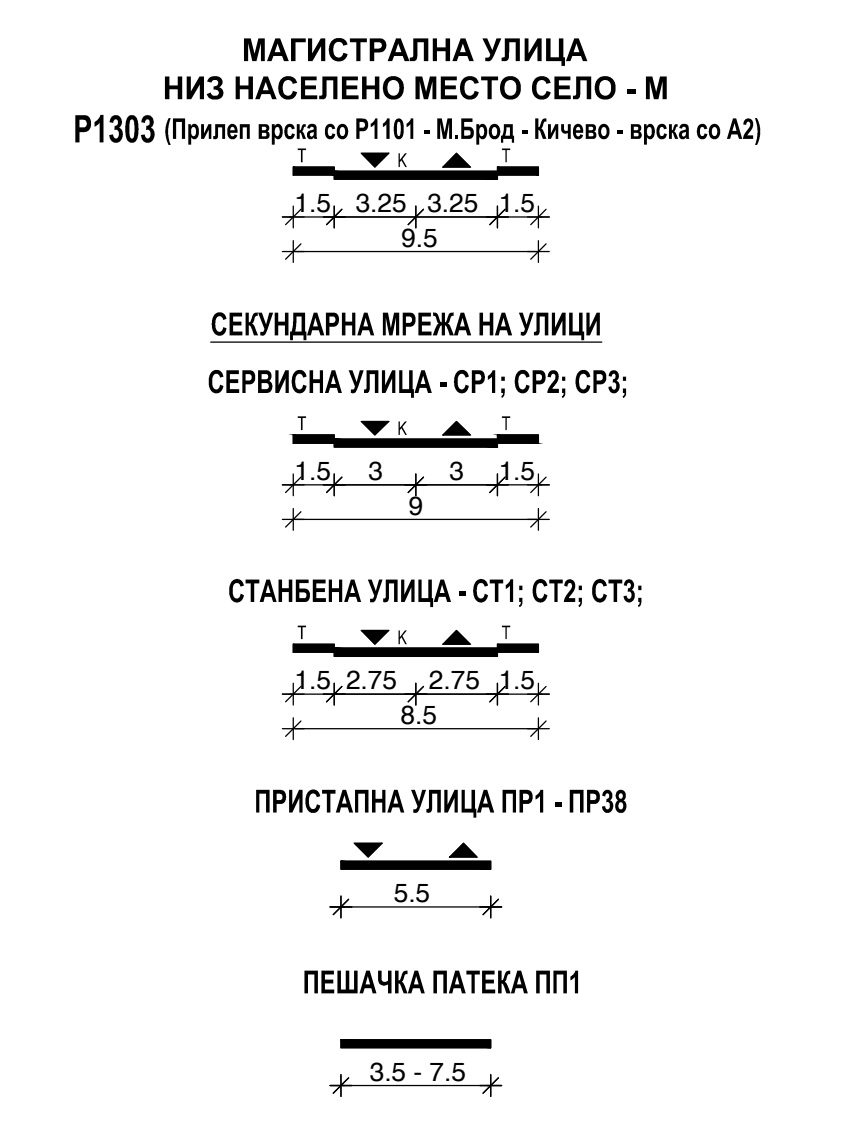 МАГИСТРАЛНА УЛИЦА
НИЗ НАСЕЛЕНО МЕСТО СЕЛО - М
Р1303 (Прилеп врска со Р1101 - М.Брод - Кичево - врска со А2)
Т К Т
1.5 3.25 3.25 1.5
9.5
СЕКУНДАРНА МРЕЖА НА УЛИЦИ
СЕРВИСНА УЛИЦА - СР1; СР2; СР3;
Т К Т
1.5 3 3 1.5
9
СТАНБЕНА УЛИЦА - СТ1; СТ2; СТ3;
Т К Т
1.5 2.75 2.75 1.5
8.5
ПРИСТАПНА УЛИЦА ПР1 - ПР38
5.5
ПЕШАЧКА ПАТЕКА ПП1
3.5 - 7.5